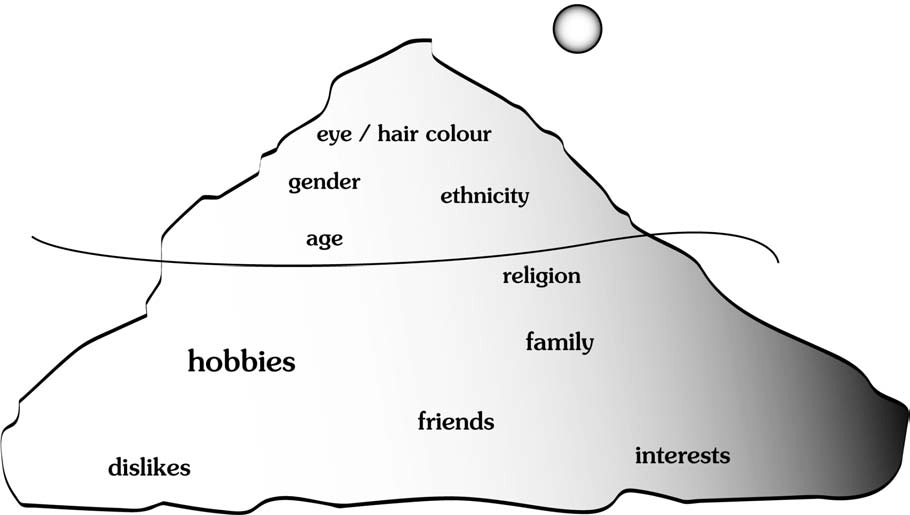 eye / hair colour
gender
ethnicity
age
religion
family
hobbies
friends
interests
dislikes